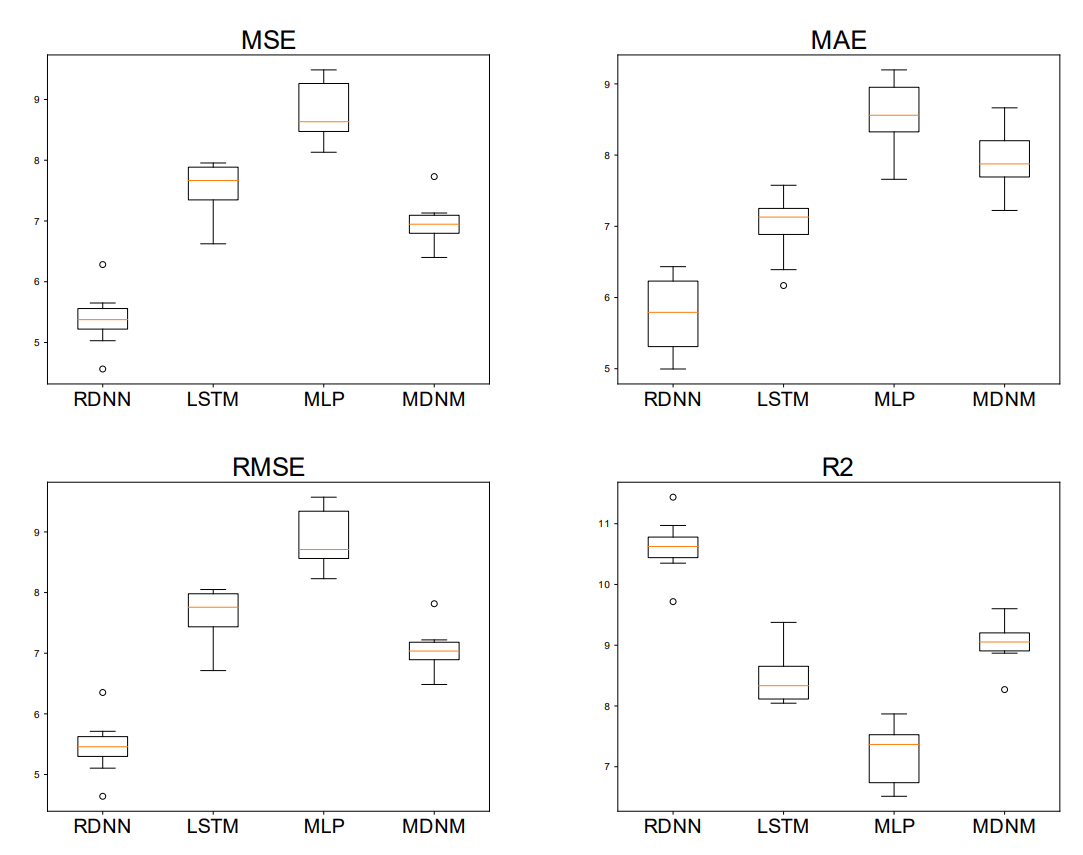 MSE
9
8
7
6
5
RDNN LSTM MLP MDNM
MAE
9
8
7
6
5
RDNN LSTM MLP MDNM
RMSE
9
8
7
6
5
RDNN LSTM MLP MDNM
R2
11
10
9
8
7
RDNN LSTM MLP MDNM